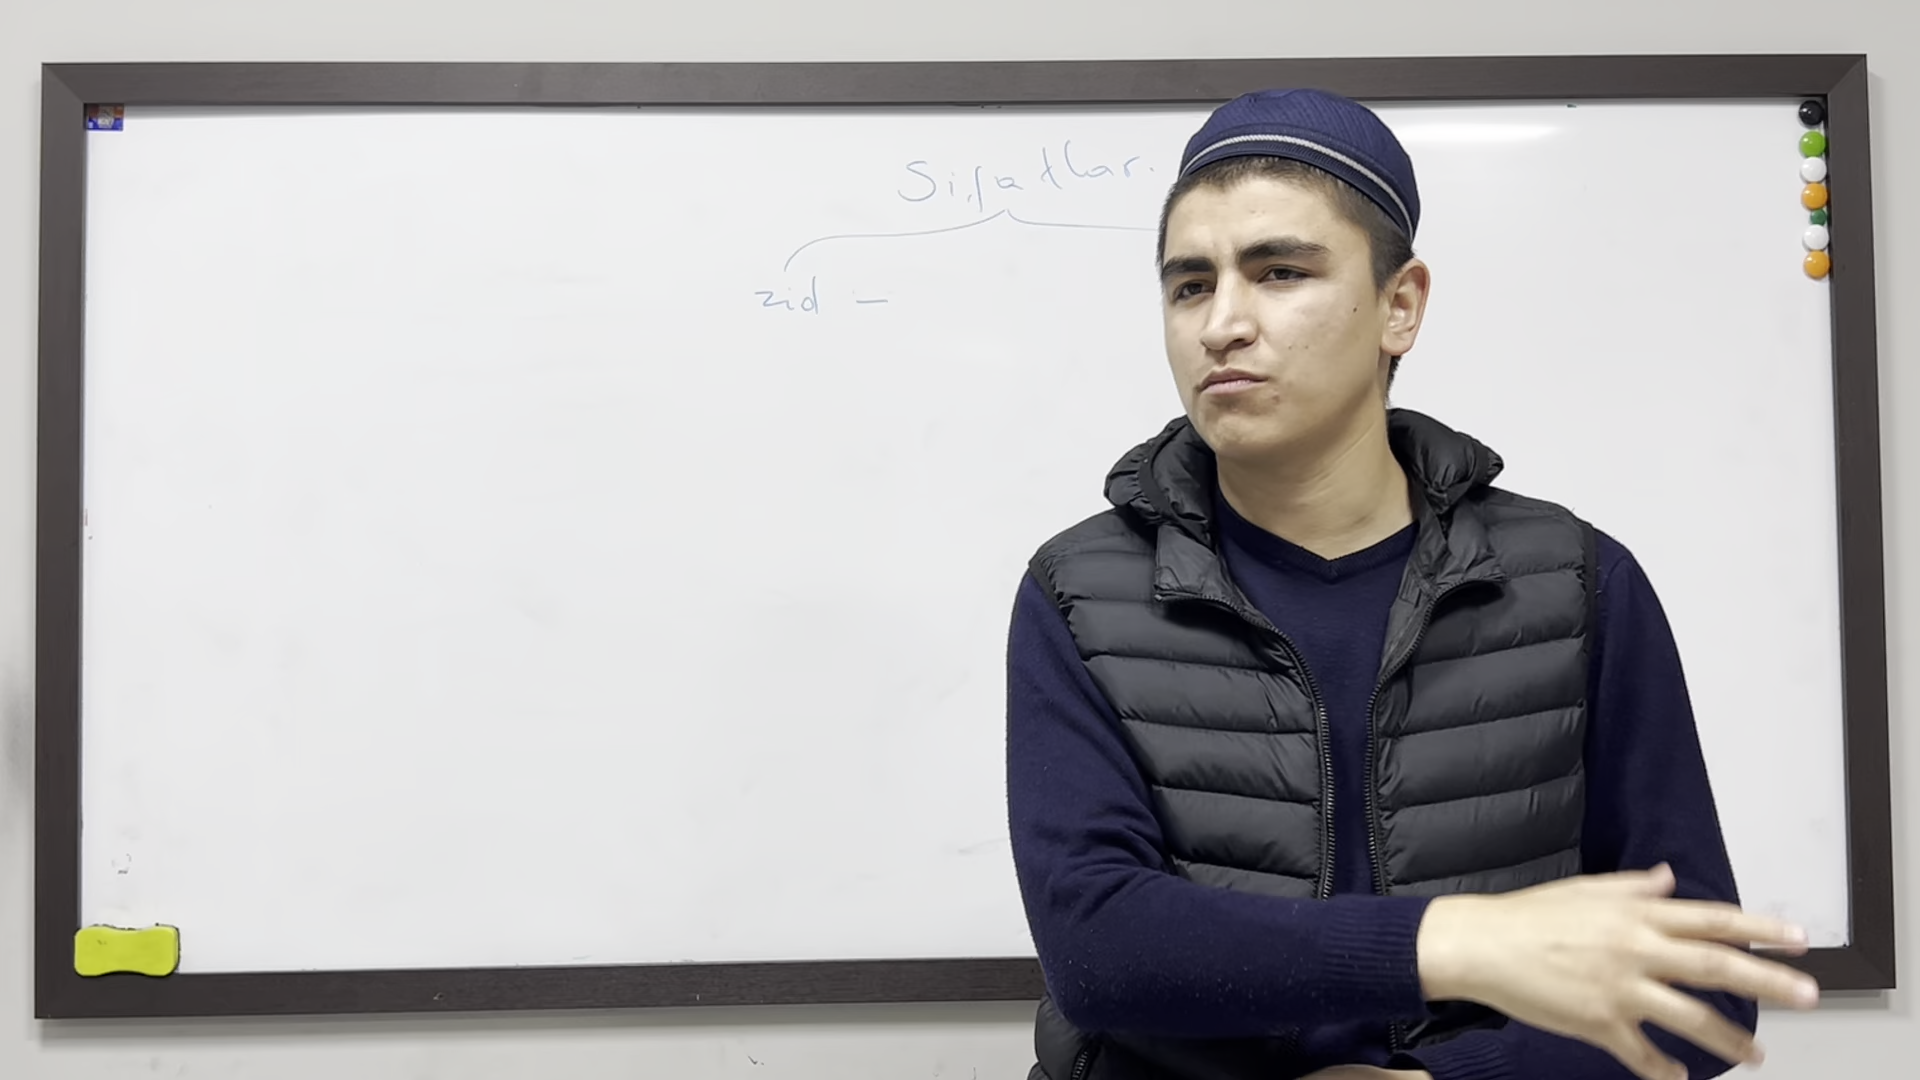 Sifatlar.
zid –